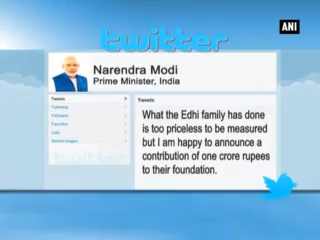 ANI
twitter
Narendra Modi
Prime Minister, India
Tweets
Following
Followers
Favorites
Lists
Recent images
Tweets
What the Edhi family has done
is too priceless to be measured
but I am happy to announce a
contribution of one crore rupees
to their foundation.